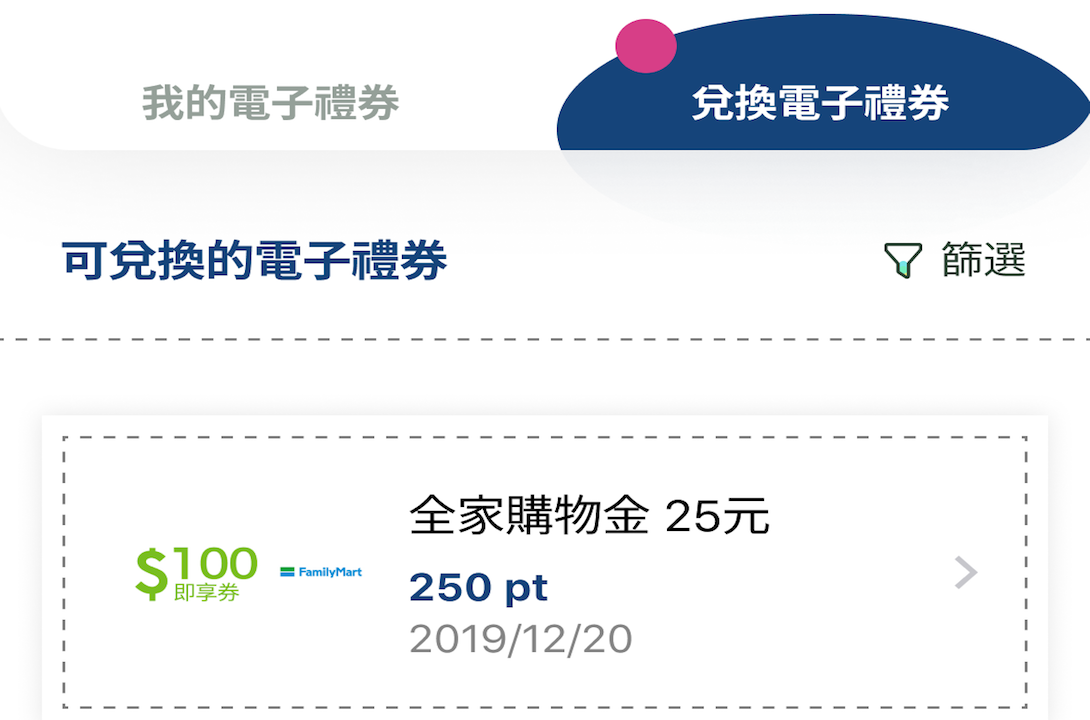 我的電子禮券
兌換電子禮券
可兌換的電子禮券
篩選
$100
即享券
FamilyMart
全家購物金 25元
250 pt
2019/12/20